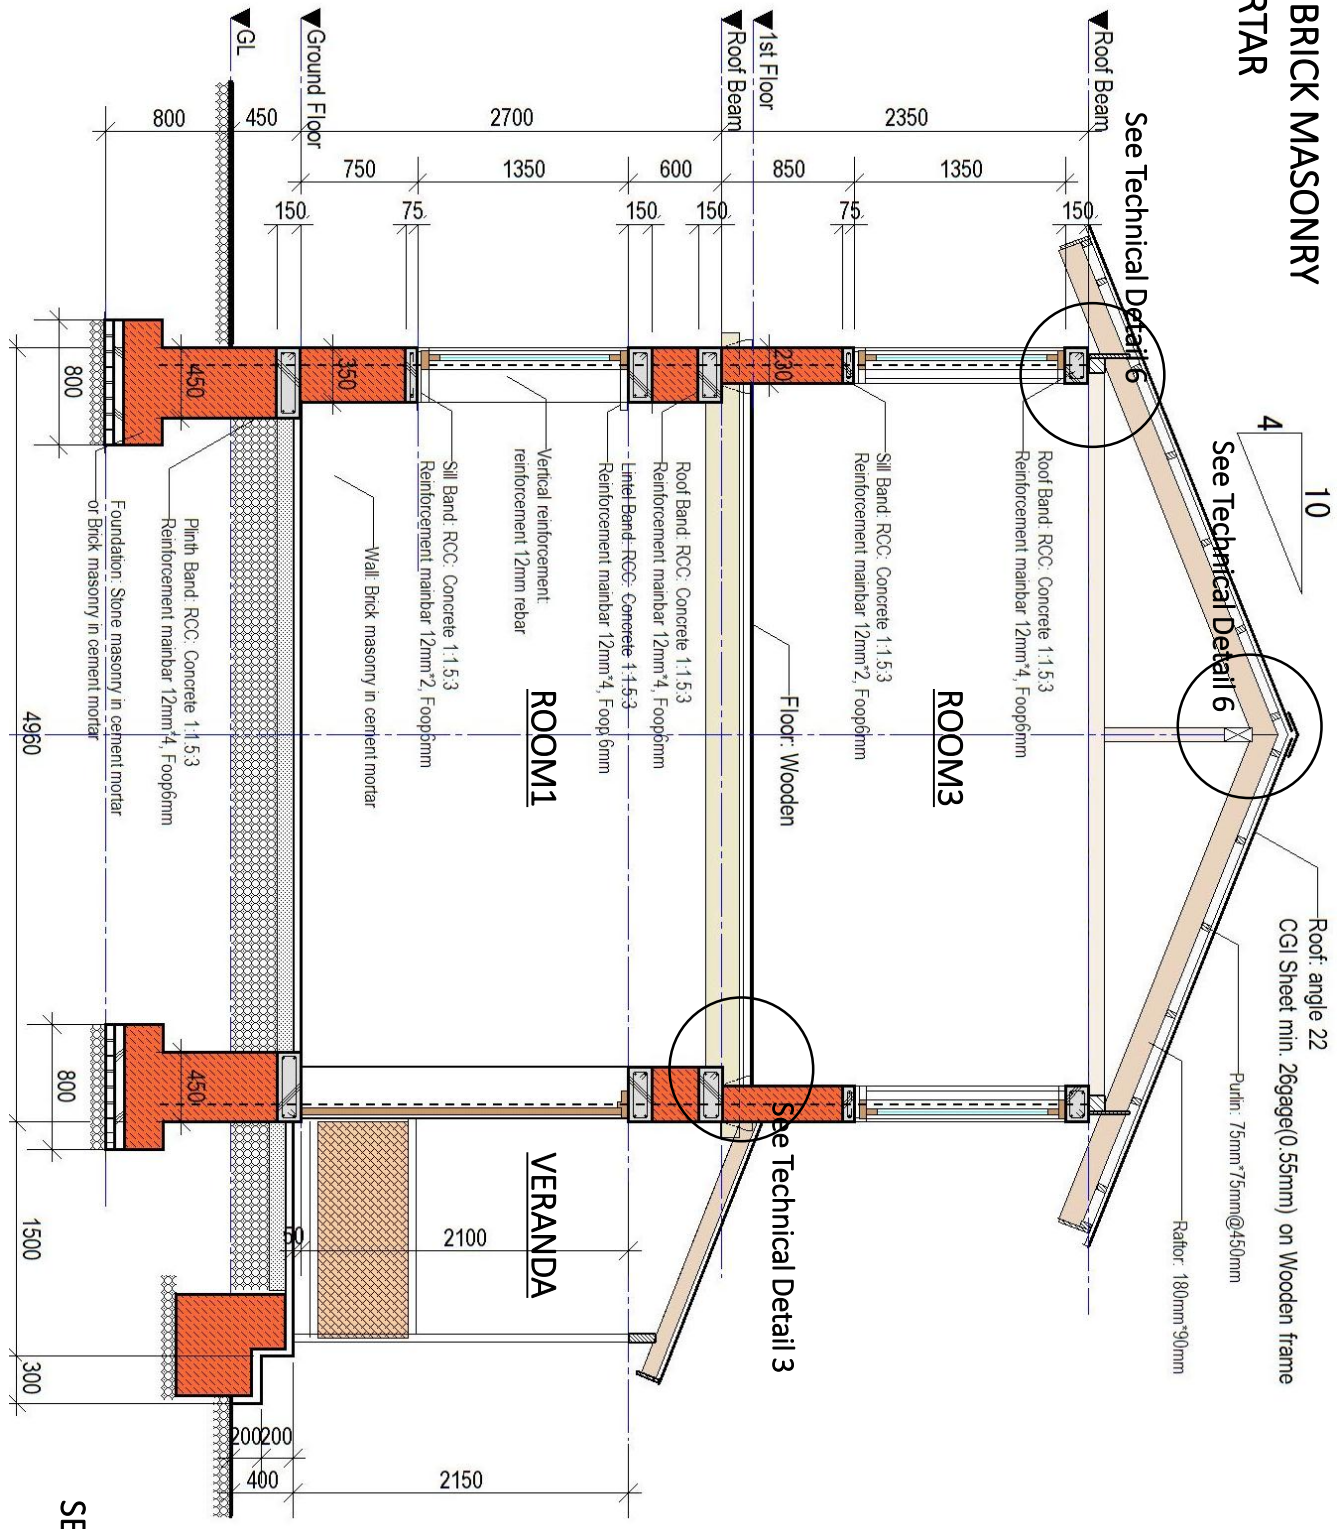 BRICK MASONRY
RTAR
10
4
See Technical Detail 6
See Technical Detail 6
Roof: angle 22
CGI Sheet min. 26gage(0.55mm) on Wooden frame
Purlin: 75mm*75mm@450mm
Raftor: 180mm*90mm
Roof Beam
1st Floor
Roof Beam
Ground Floor
GL
2350
2700
450
800
1350
850
600
1350
750
150
75
150
150
75
150
230
350
450
800
ROOM3
Roof Band: RCC: Concrete 1:1.5:3
Reinforcement mainbar 12mm*4, Foop6mm
Sill Band: RCC: Concrete 1:1.5:3
Reinforcement mainbar 12mm*2, Foop6mm
Floor: Wooden
See Technical Detail 3
ROOM1
VERANDA
Roof Band: RCC: Concrete 1:1.5:3
Reinforcement mainbar 12mm*4, Foop6mm
Lintel Band: RCC: Concrete 1:1.5:3
Reinforcement mainbar 12mm*4, Foop 6mm
Vertical reinforcement:
reinforcement 12mm rebar
Sill Band: RCC: Concrete 1:1.5:3
Reinforcement mainbar 12mm*2, Foop6mm
Wall: Brick masonry in cement mortar
Plinth Band: RCC: Concrete 1:1.5:3
Reinforcement mainbar 12mm*4, Foop6mm
Foundation: Stone masonry in cement mortar
or Brick masonry in cement mortar
2100
50
2150
200
200
400
450
800
4960
1500
300
SE